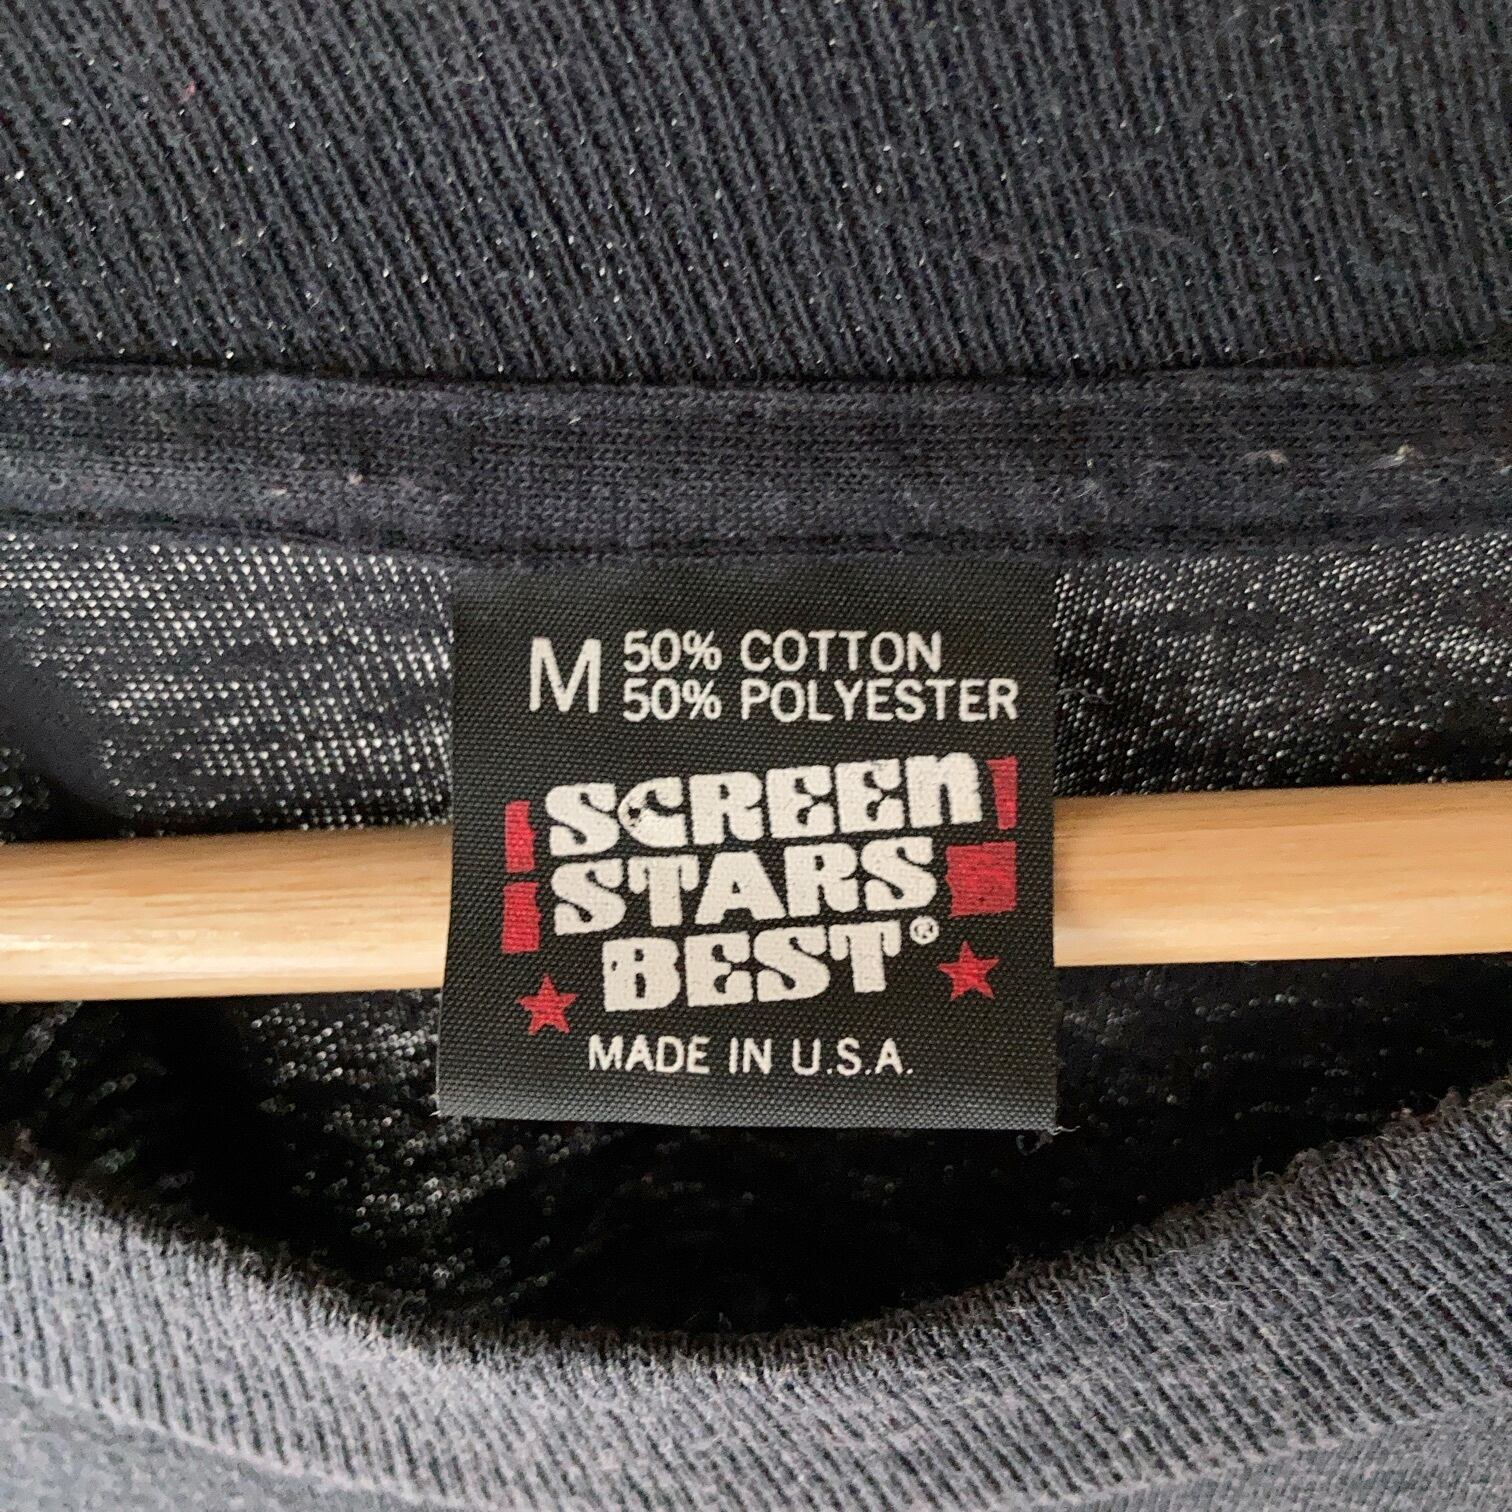 M 50% COTTON
50% POLYESTER
SCREEN
STARS
BEST®
MADE IN U.S.A.